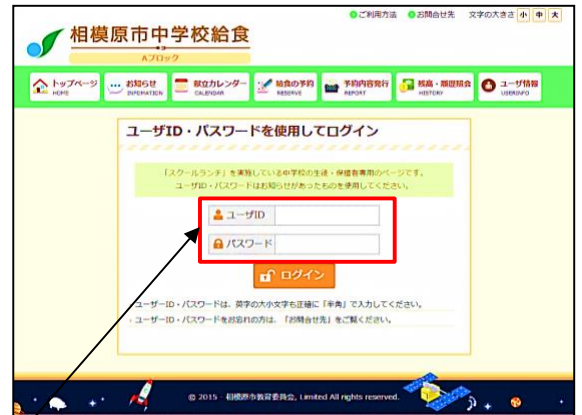 ご利用方法 お問合せ先 文字の大きさ 小 中 大
相模原市中学校給食
Aブロック
トップページ お知らせ 献立カレンダー 給食の予約 予約内容発行 残高・履歴照会 ユーザ情報
HOME INFOMATION CALENDAR RESERVE REPORT HISTORY USERINFO
ユーザID・パスワードを使用してログイン
「スクールランチ」を実施している中学校の生徒・保護者専用のページです。
ユーザID・パスワードはお知らせがあったものを使用してください。
ユーザID
パスワード
ログイン
ユーザーID・パスワードは、英字の大小文字も正確に「半角」で入力してください。
ユーザーID・パスワードをお忘れの方は、「お問合せ先」をご覧ください。
© 2015 - 相模原市教育委員会, Limited All rights reserved.